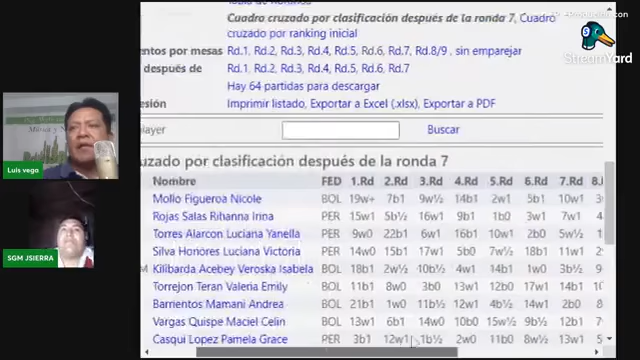 Cuadro cruzado por clasificación después de la ronda 7, Cuadro
cruzado por ranking inicial
entos por mesas Rd.1, Rd.2, Rd.3, Rd.4, Rd.5, Rd.6, Rd.7, Rd.8/9 , sin emparejar
después de Rd.1, Rd.2, Rd.3, Rd.4, Rd.5, Rd.6, Rd.7
Hay 64 partidas para descargar
esión Imprimir listado, Exportar a Excel (.xlsx), Exportar a PDF
player Buscar
uzado por clasificación después de la ronda 7
Nombre FED 1.Rd 2.Rd 3.Rd 4.Rd 5.Rd 6.Rd 7.Rd 8.
Mollo Figueroa Nicole BOL 19w+ 7b1 9w½ 14b1 2w1 5b1 10w1
Rojas Salas Rihanna Irina PER 15w1 5b½ 16w1 9b1 1b0 3w1 7w1
Torres Alarcon Luciana Yanella PER 9w0 22b1 6w1 16b1 10w1 2b0 5w½
Silva Honores Luciana Victoria PER 14w0 15b1 17w1 5b0 7w½ 18b1 11w1
Kilibarda Acebey Veroska Isabela BOL 18b1 2w½ 10b½ 4w1 14b1 1w0 3b½
Torrejon Teran Valeria Emily BOL 11b1 8w0 3b0 13w1 12b0 17w1 14b1
Barrientos Mamani Andrea BOL 21b1 1w0 11b½ 12w1 4b½ 14w1 2b0
Vargas Quispe Maciel Celin BOL 13w1 6b1 14w0 10b0 15w½ 9b½ 12b1
Casqui Lopez Pamela Grace PER 3b1 12w1 1b½ 2w0 11b0 8w½ 13w1
StreamYard
Luis vega
SGM JSIERRA